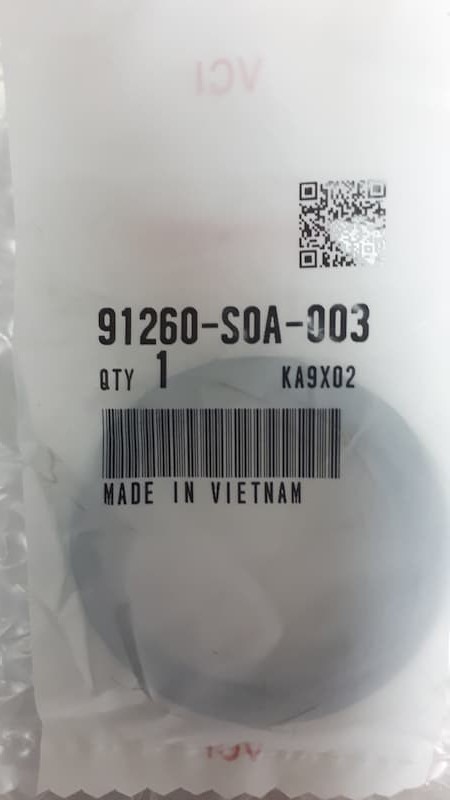 VCI
91260-S0A-003
QTY 1 KA9X02
MADE IN VIETNAM
VCI